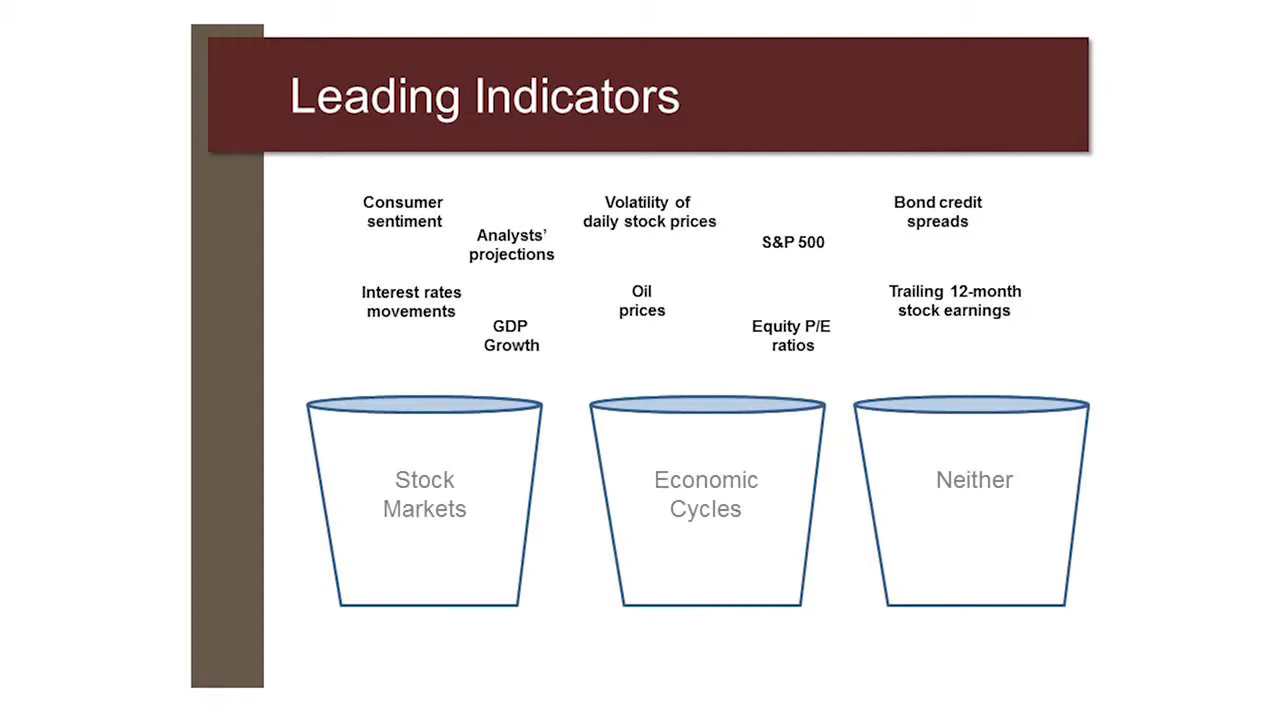 Leading Indicators
Consumer
sentiment
Analysts’
projections
Volatility of
daily stock prices
S&P 500
Bond credit
spreads
Interest rates
movements
GDP
Growth
Oil
prices
Equity P/E
ratios
Trailing 12-month
stock earnings
Stock
Markets
Economic
Cycles
Neither